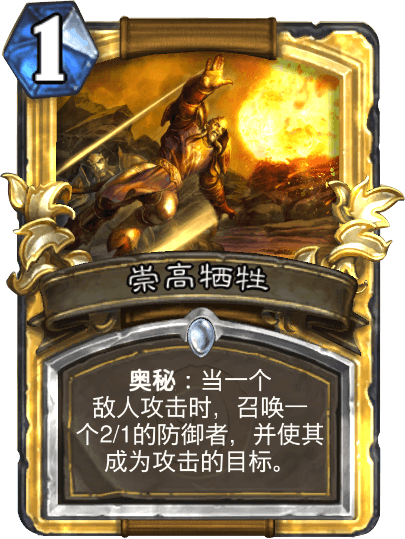 1
崇高牺牲
奥秘：当一个
敌人攻击时，召唤一
个2/1的防御者，并使其
成为攻击的目标。